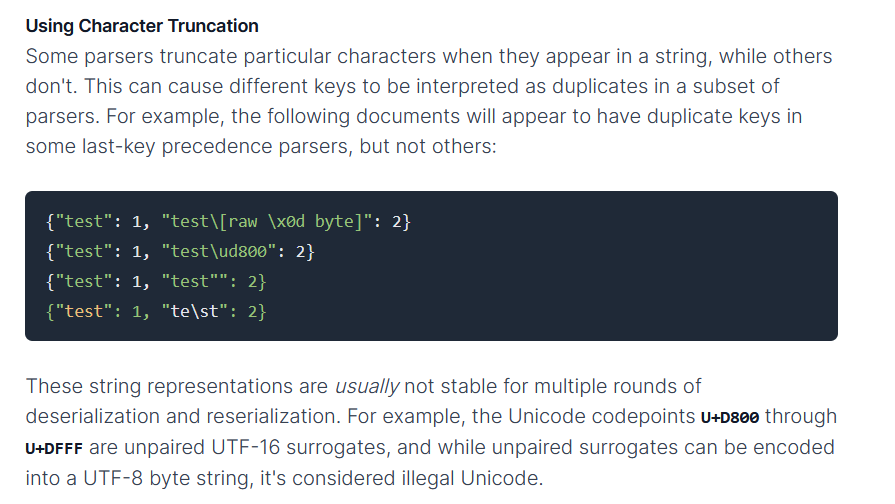 Using Character Truncation
Some parsers truncate particular characters when they appear in a string, while others
don't. This can cause different keys to be interpreted as duplicates in a subset of
parsers. For example, the following documents will appear to have duplicate keys in
some last-key precedence parsers, but not others:
{"test": 1, "test\[raw \x0d byte]": 2}
{"test": 1, "test\ud800": 2}
{"test": 1, "test"": 2}
{"test": 1, "te\st": 2}
These string representations are usually not stable for multiple rounds of
deserialization and reserialization. For example, the Unicode codepoints U+D800 through
U+DFFF are unpaired UTF-16 surrogates, and while unpaired surrogates can be encoded
into a UTF-8 byte string, it's considered illegal Unicode.